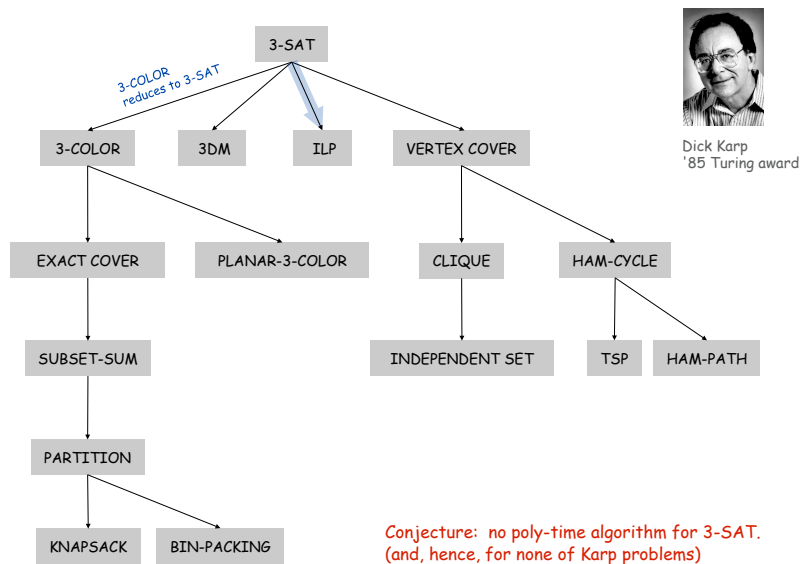 3-SAT
3-COLOR
reduces to 3-SAT
3-COLOR
3DM
ILP
VERTEX COVER
Dick Karp
'85 Turing award
EXACT COVER
PLANAR-3-COLOR
CLIQUE
HAM-CYCLE
SUBSET-SUM
INDEPENDENT SET
TSP
HAM-PATH
PARTITION
KNAPSACK
BIN-PACKING
Conjecture: no poly-time algorithm for 3-SAT.
(and, hence, for none of Karp problems)